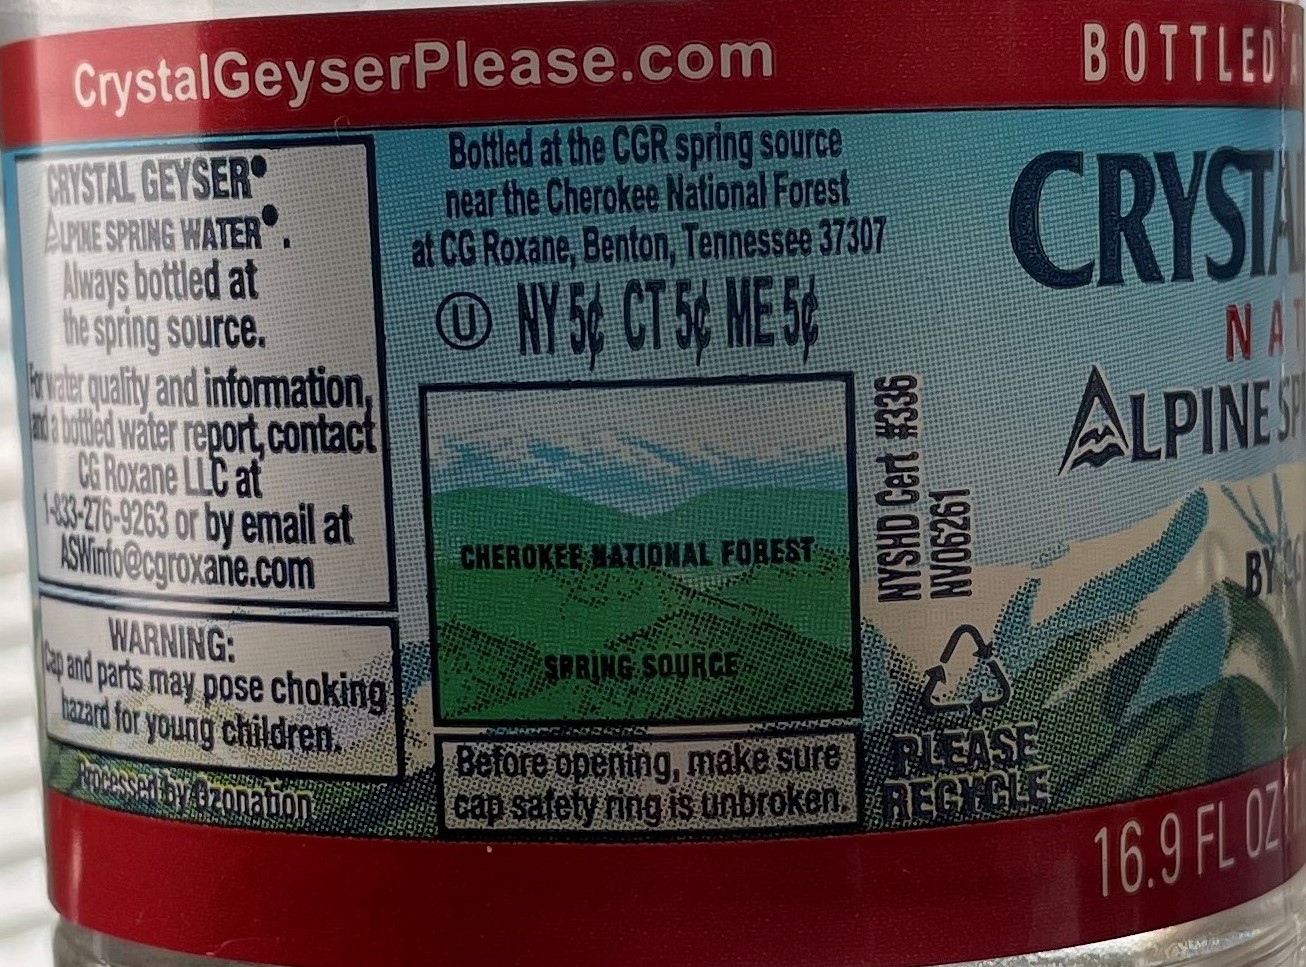 CrystalGeyserPlease.com
CRYSTAL GEYSER®
ALPINE SPRING WATER®.
Always bottled at
the spring source.
For water quality and information,
and a bottled water report, contact
CG Roxane LLC at
1-833-276-9263 or by email at
ASWinfo@cgroxane.com
WARNING:
Cap and parts may pose choking
hazard for young children.
Processed by Ozonation
Bottled at the CGR spring source
near the Cherokee National Forest
at CG Roxane, Benton, Tennessee 37307
Ⓤ NY 5¢ CT 5¢ ME 5¢
CHEROKEE NATIONAL FOREST
SPRING SOURCE
Before opening, make sure
cap safety ring is unbroken.
NYSHD Cert #336
NV06261
PLEASE
RECYCLE
BOTTLED
CRYSTA
NAT
ALPINE SP
BY
16.9 FL OZ